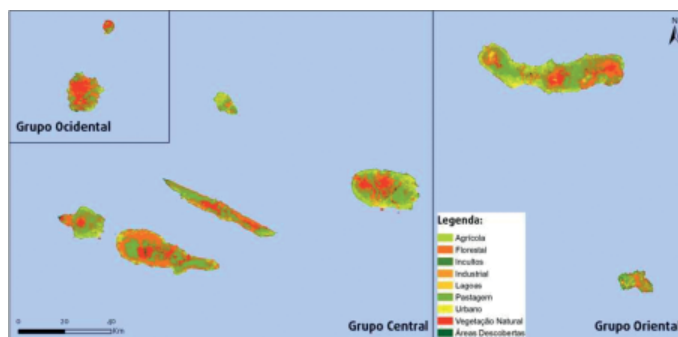 N
Grupo Ocidental
Legenda:
Agrícola
Florestal
Incultos
Industrial
Lagoas
Pastagem
Urbano
Vegetação Natural
Áreas Descobertas
0 20 40
Km
Grupo Central
Grupo Oriental